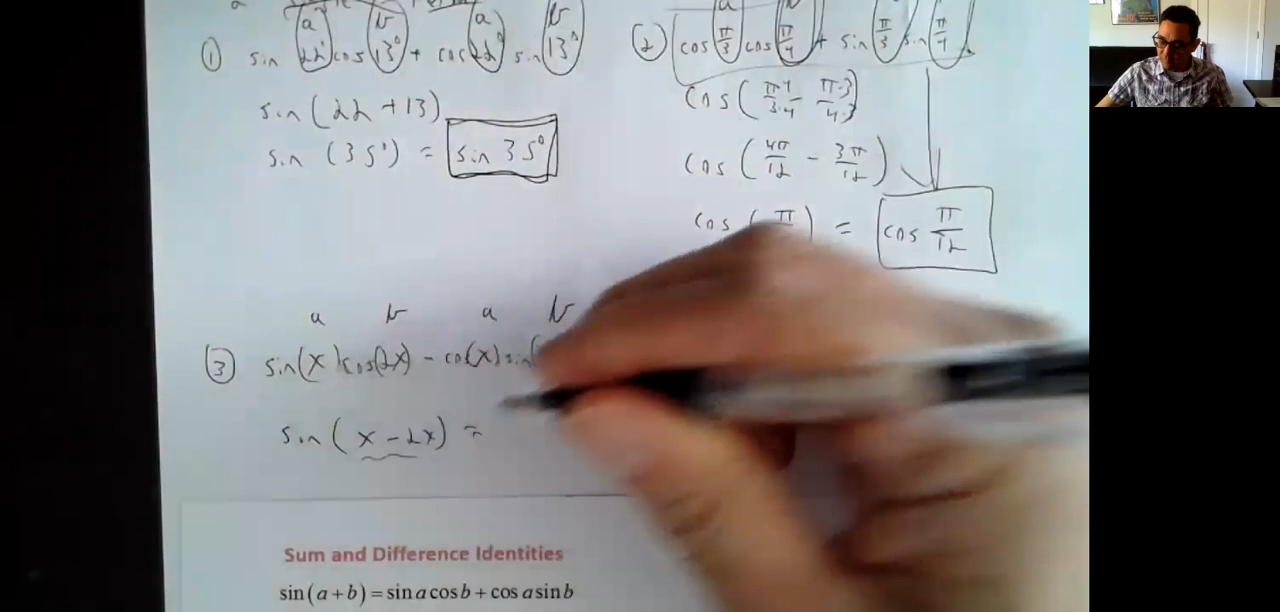 ① sin 22° cos 13° + cos 22° sin 13°
a b a b
sin (22 + 13)
sin (35°) = sin 35°
② cos π/3 cos π/4 + sin π/3 sin π/4
cos (π·4/3·4 - π·3/4·3)
cos (4π/12 - 3π/12)
= cos π/12
a b a b
③ sin(x) cos(2x) - cos(x) sin(
sin (x - 2x) =
Sum and Difference Identities
sin(a+b) = sin a cos b + cos a sin b